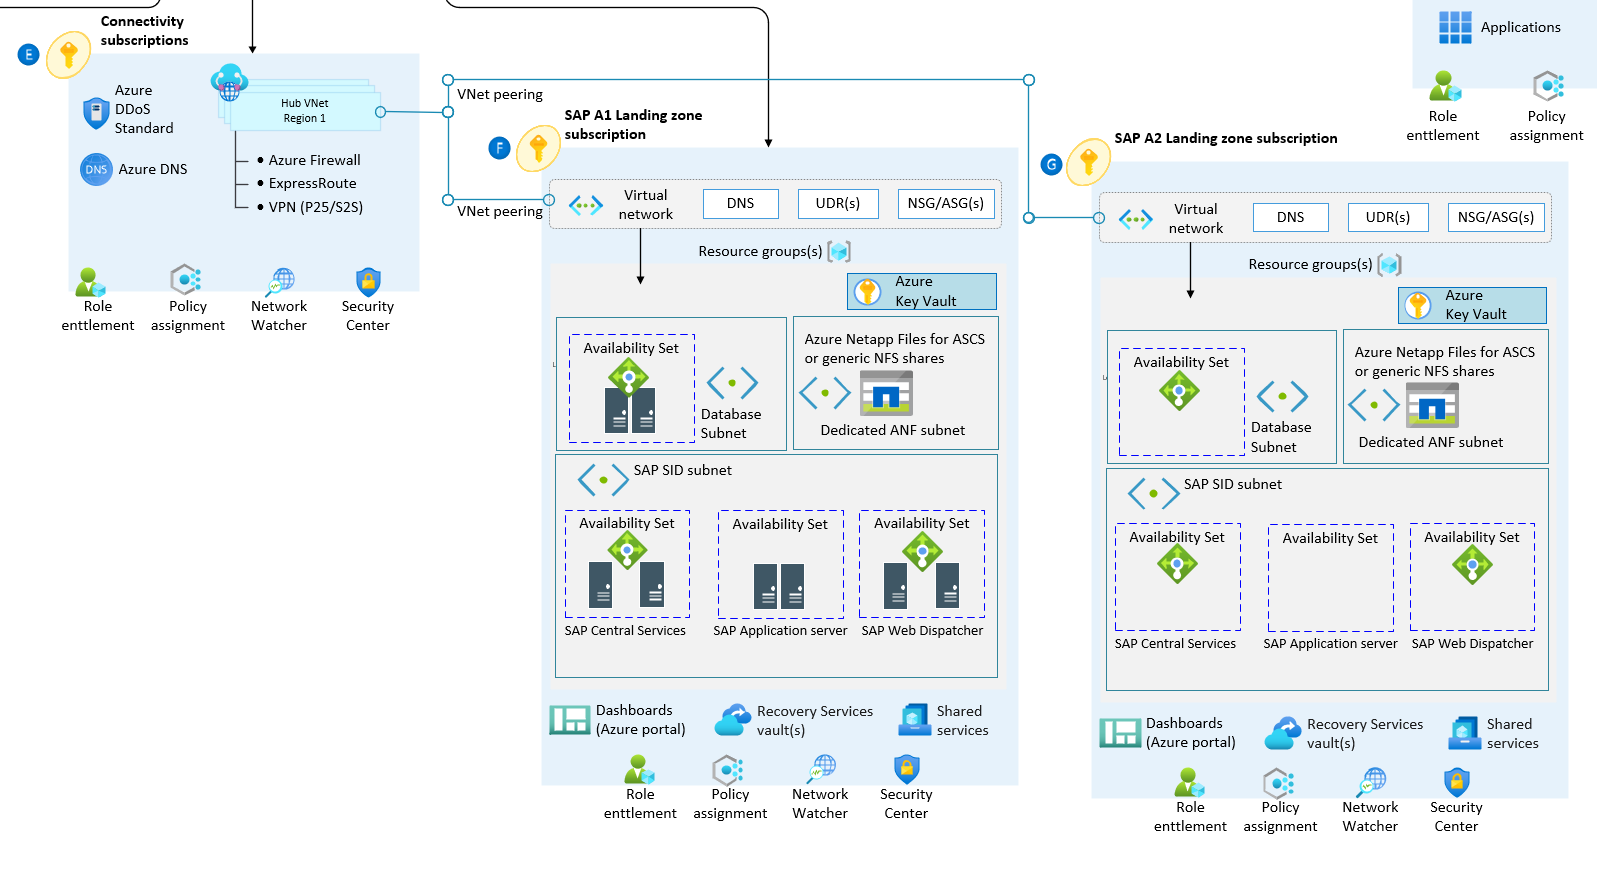 Connectivity
subscriptions
E
Azure
DDoS
Standard
DNS
Azure DNS
Hub VNet
Region 1
• Azure Firewall
• ExpressRoute
• VPN (P25/S2S)
Role
enttlement
Policy
assignment
Network
Watcher
Security
Center
VNet peering
VNet peering
Applications
Role
enttlement
Policy
assignment
SAP A1 Landing zone
subscription
F
Virtual
network
DNS
UDR(s)
NSG/ASG(s)
Resource groups(s)
Azure
Key Vault
Availability Set
Database
Subnet
Azure Netapp Files for ASCS
or generic NFS shares
Dedicated ANF subnet
SAP SID subnet
Availability Set
Availability Set
Availability Set
SAP Central Services
SAP Application server
SAP Web Dispatcher
Dashboards
(Azure portal)
Recovery Services
vault(s)
Shared
services
Role
enttlement
Policy
assignment
Network
Watcher
Security
Center
SAP A2 Landing zone subscription
G
Virtual
network
DNS
UDR(s)
NSG/ASG(s)
Resource groups(s)
Azure
Key Vault
Availability Set
Database
Subnet
Azure Netapp Files for ASCS
or generic NFS shares
Dedicated ANF subnet
SAP SID subnet
Availability Set
Availability Set
Availability Set
SAP Central Services
SAP Application server
SAP Web Dispatcher
Dashboards
(Azure portal)
Recovery Services
vault(s)
Shared
services
Role
enttlement
Policy
assignment
Network
Watcher
Security
Center